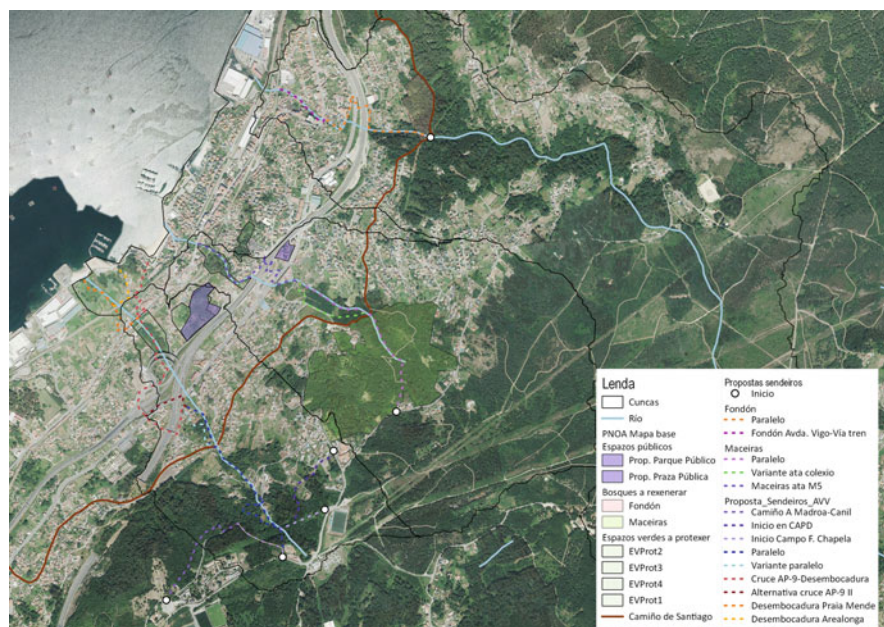 Lenda
Cuncas
Río
PNOA Mapa base
Espazos públicos
Prop. Parque Público
Prop. Praza Pública
Bosques a rexenerar
Fondón
Maceiras
Espazos verdes a protexer
EVProt2
EVProt3
EVProt4
EVProt1
Camiño de Santiago
Propostas sendeiros
Inicio
Fondón
Paralelo
Fondón Avda. Vigo-Vía tren
Maceiras
Paralelo
Variante ata colexio
Maceiras ata M5
Proposta_Sendeiros_AVV
Camiño A Madroa-Canil
Inicio en CAPD
Inicio Campo F. Chapela
Paralelo
Variante paralelo
Cruce AP-9-Desembocadura
Alternativa cruce AP-9 II
Desembocadura Praia Mende
Desembocadura Arealonga